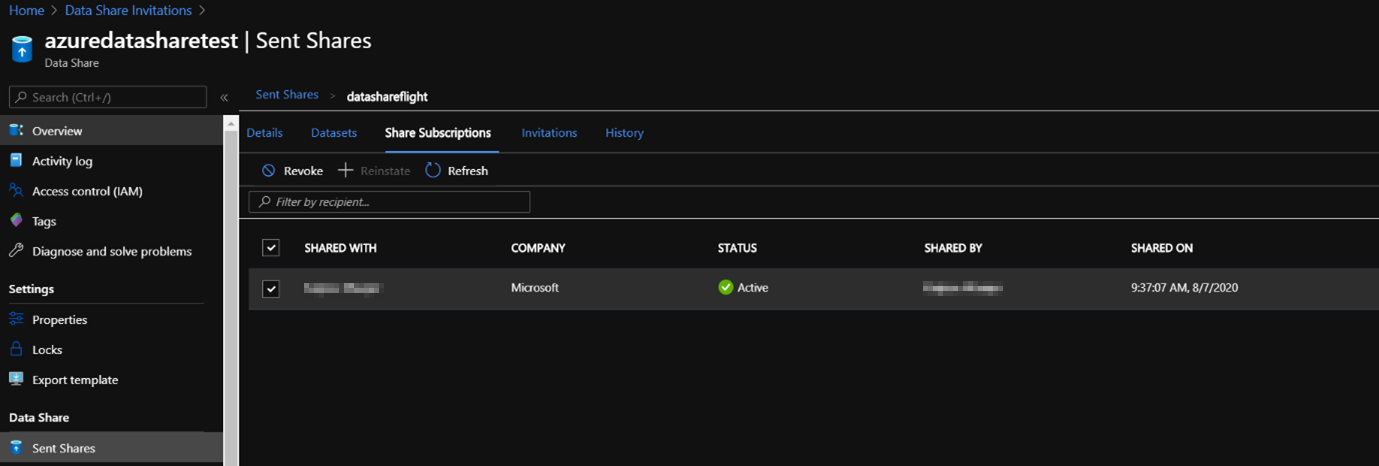 Home > Data Share Invitations >
azuredatasharetest | Sent Shares
Data Share
Search (Ctrl+/)
«
Overview
Activity log
Access control (IAM)
Tags
Diagnose and solve problems
Settings
Properties
Locks
Export template
Data Share
Sent Shares
Sent Shares > datashareflight
Details Datasets Share Subscriptions Invitations History
Revoke Reinstate Refresh
Filter by recipient...
SHARED WITH COMPANY STATUS SHARED BY SHARED ON
Microsoft Active 9:37:07 AM, 8/7/2020